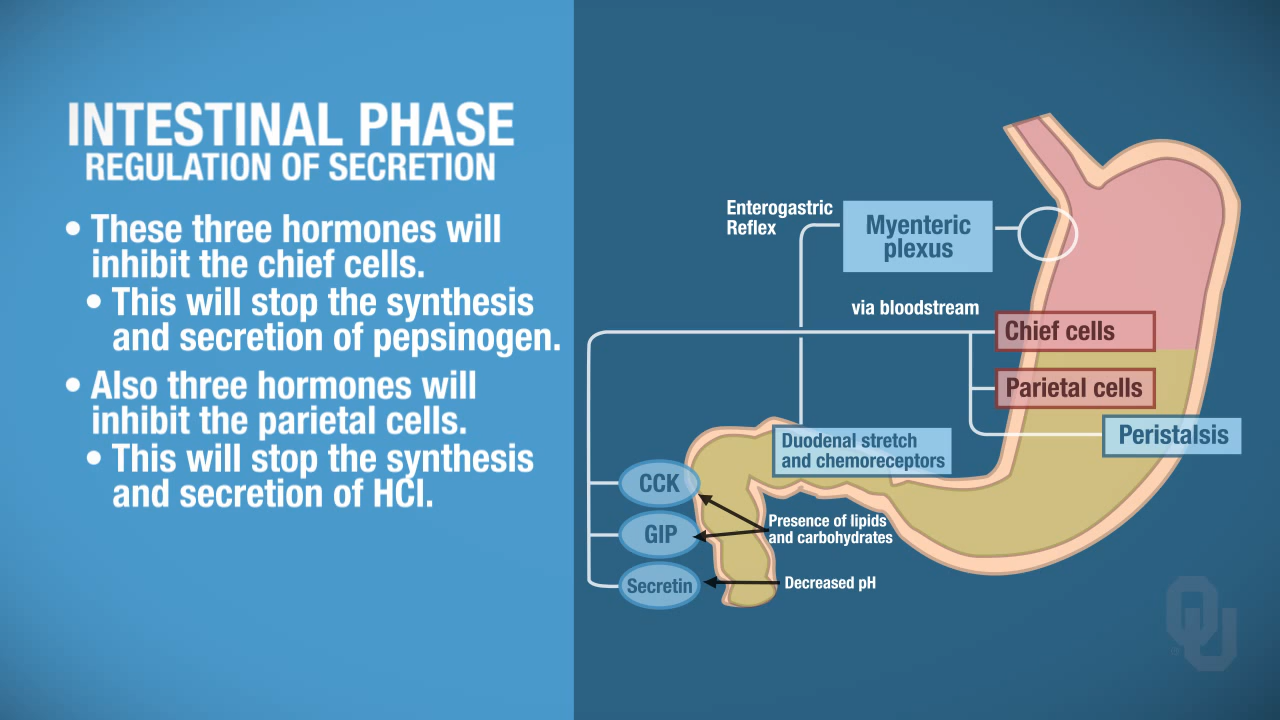 INTESTINAL PHASE
REGULATION OF SECRETION
• These three hormones will
inhibit the chief cells.
• This will stop the synthesis
and secretion of pepsinogen.
• Also three hormones will
inhibit the parietal cells.
• This will stop the synthesis
and secretion of HCl.
Enterogastric
Reflex
Myenteric
plexus
via bloodstream
Chief cells
Parietal cells
Peristalsis
Duodenal stretch
and chemoreceptors
CCK
GIP
Secretin
Presence of lipids
and carbohydrates
Decreased pH
OU